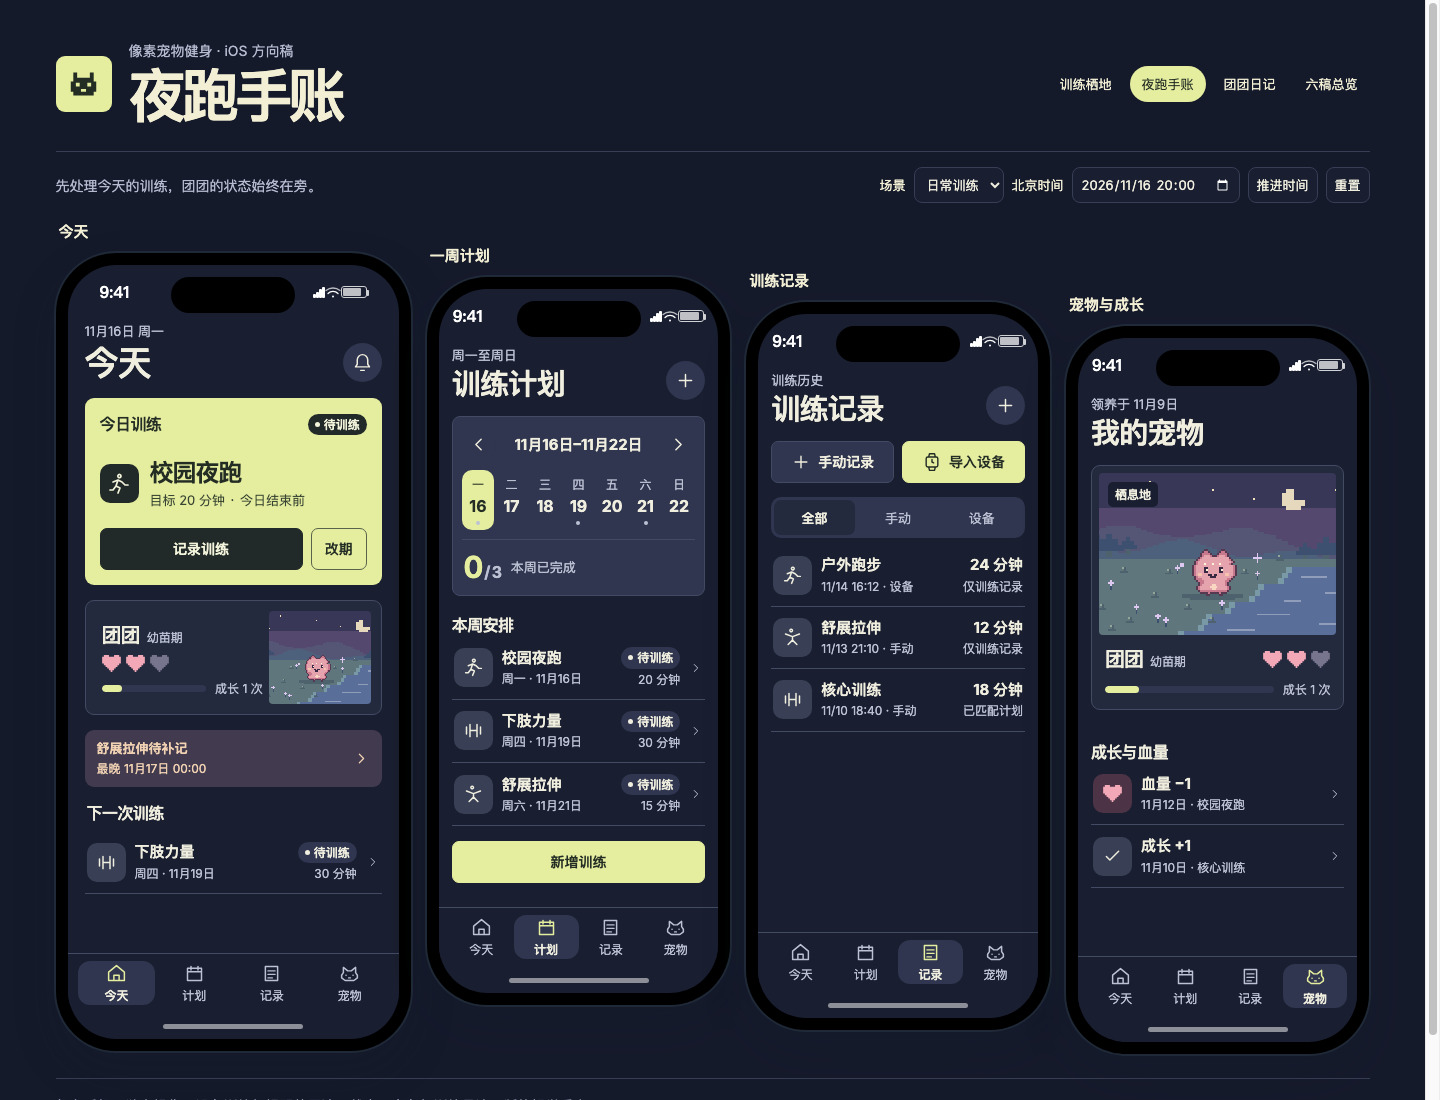 像素宠物健身 · iOS 方向稿
夜跑手账
训练栖地
夜跑手账
团团日记
六稿总览
先处理今天的训练，团团的状态始终在旁。
场景
日常训练
北京时间
2026/11/16 20:00
推进时间
重置
今天
9:41
11月16日 周一
今天
今日训练
待训练
校园夜跑
目标 20 分钟 · 今日结束前
记录训练
改期
团团 幼苗期
成长 1 次
舒展拉伸待补记
最晚 11月17日 00:00
下一次训练
下肢力量
待训练
周四 · 11月19日
30 分钟
今天
计划
记录
宠物
一周计划
9:41
周一至周日
训练计划
11月16日–11月22日
一 二 三 四 五 六 日
16 17 18 19 20 21 22
0/3 本周已完成
本周安排
校园夜跑
待训练
周一 · 11月16日
20 分钟
下肢力量
待训练
周四 · 11月19日
30 分钟
舒展拉伸
待训练
周六 · 11月21日
15 分钟
新增训练
今天
计划
记录
宠物
训练记录
9:41
训练历史
训练记录
手动记录
导入设备
全部
手动
设备
户外跑步
24 分钟
11/14 16:12 · 设备
仅训练记录
舒展拉伸
12 分钟
11/13 21:10 · 手动
仅训练记录
核心训练
18 分钟
11/10 18:40 · 手动
已匹配计划
今天
计划
记录
宠物
宠物与成长
9:41
领养于 11月9日
我的宠物
栖息地
团团 幼苗期
成长 1 次
成长与血量
血量 −1
11月12日 · 校园夜跑
成长 +1
11月10日 · 核心训练
今天
计划
记录
宠物